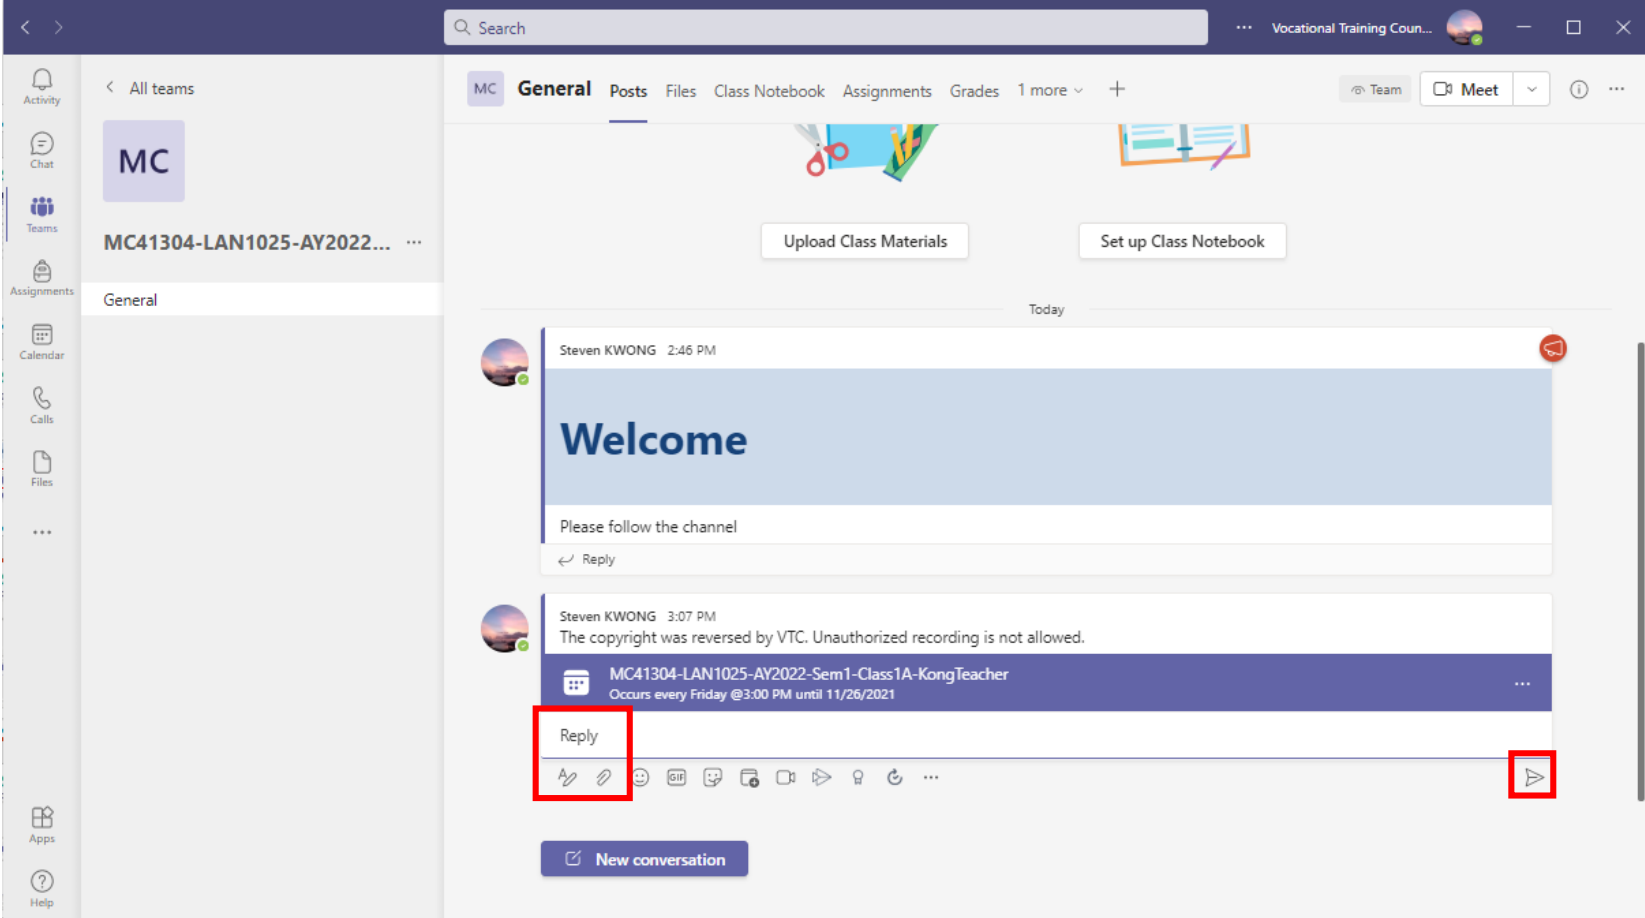 Search
Vocational Training Coun...
Activity
Chat
Teams
Assignments
Calendar
Calls
Files
Apps
Help
All teams
MC
MC41304-LAN1025-AY2022...
General
MC
General
Posts
Files
Class Notebook
Assignments
Grades
1 more
Team
Meet
Upload Class Materials
Set up Class Notebook
Today
Steven KWONG 2:46 PM
Welcome
Please follow the channel
Reply
Steven KWONG 3:07 PM
The copyright was reversed by VTC. Unauthorized recording is not allowed.
MC41304-LAN1025-AY2022-Sem1-Class1A-KongTeacher
Occurs every Friday @3:00 PM until 11/26/2021
Reply
GIF
New conversation